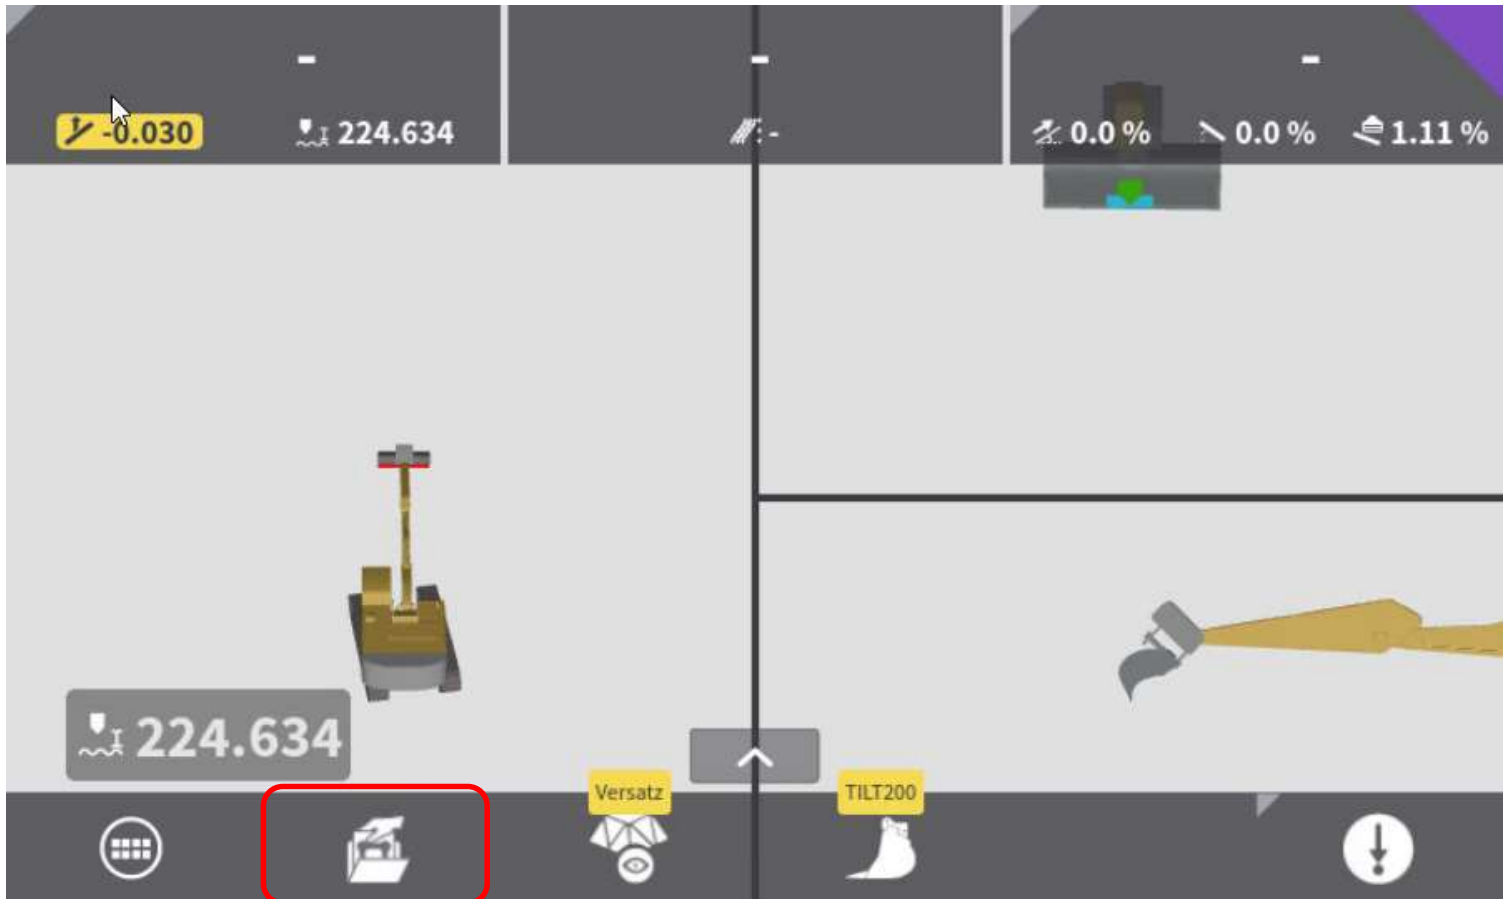 - - -
-0.030 224.634 - 0.0 % 0.0 % 1.11 %
224.634
Versatz TILT200